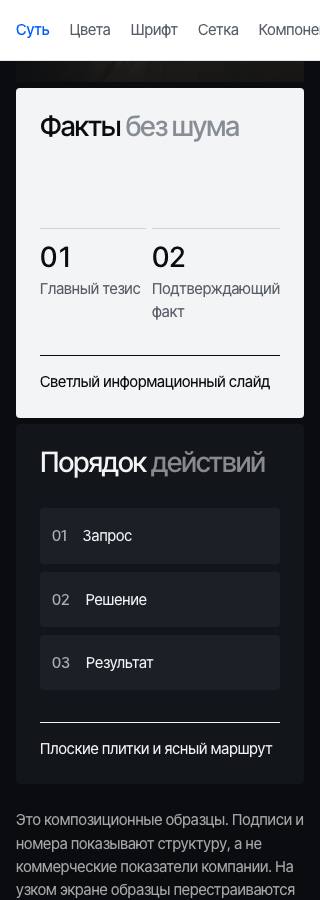 Суть Цвета Шрифт Сетка Компоне
Факты без шума
01 02
Главный тезис Подтверждающий
факт
Светлый информационный слайд
Порядок действий
01 Запрос
02 Решение
03 Результат
Плоские плитки и ясный маршрут
Это композиционные образцы. Подписи и
номера показывают структуру, а не
коммерческие показатели компании. На
узком экране образцы перестраиваются